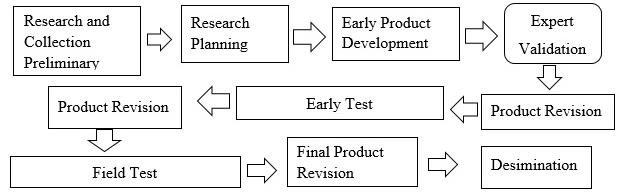 Research and
Collection
Preliminary
Research
Planning
Early Product
Development
Expert
Validation
Product Revision
Early Test
Product Revision
Field Test
Final Product
Revision
Desimination